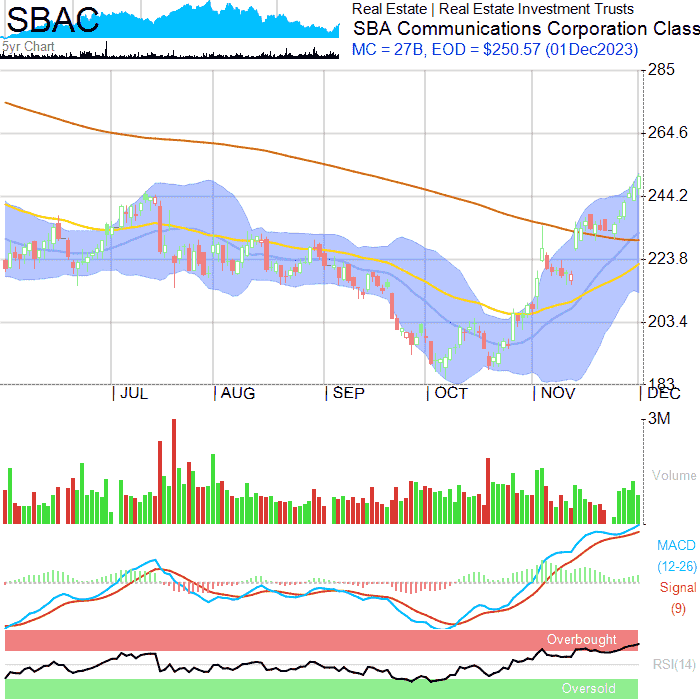 SBAC
5yr Chart
Real Estate | Real Estate Investment Trusts
SBA Communications Corporation Class
MC = 27B, EOD = $250.57 (01Dec2023)
285
264.6
244.2
223.8
203.4
183
JUL
AUG
SEP
OCT
NOV
DEC
3M
Volume
MACD
(12-26)
Signal
(9)
Overbought
RSI(14)
Oversold